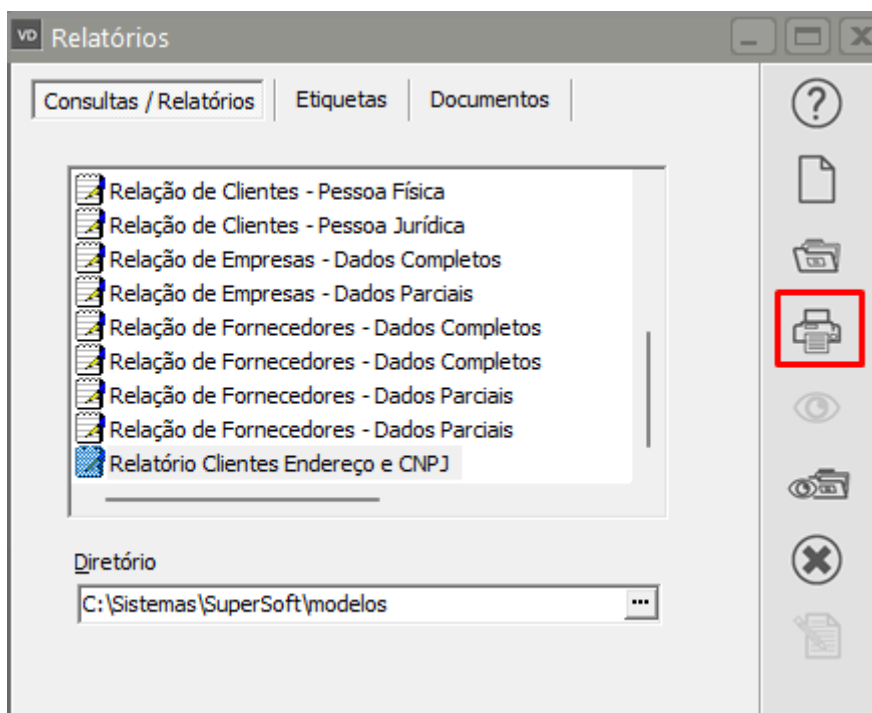 VD Relatórios
Consultas / Relatórios Etiquetas Documentos
Relação de Clientes - Pessoa Física
Relação de Clientes - Pessoa Jurídica
Relação de Empresas - Dados Completos
Relação de Empresas - Dados Parciais
Relação de Fornecedores - Dados Completos
Relação de Fornecedores - Dados Completos
Relação de Fornecedores - Dados Parciais
Relação de Fornecedores - Dados Parciais
Relatório Clientes Endereço e CNPJ
Diretório
C:\Sistemas\SuperSoft\modelos ...